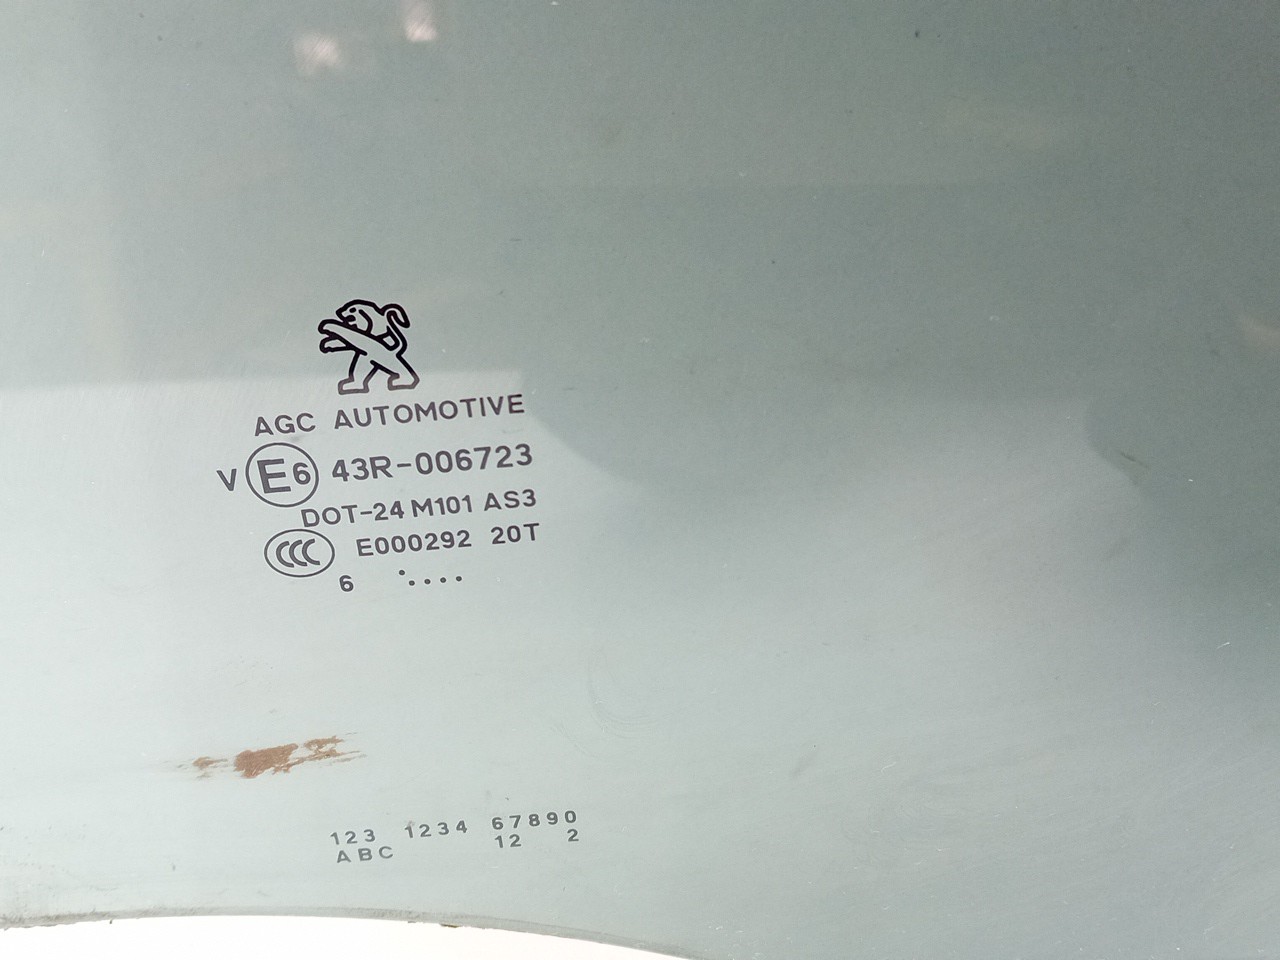 AGC AUTOMOTIVE
V E6 43R-006723
DOT-24 M101 AS3
CCC E000292 20T
6 .....
123 1234 67890
ABC 12 2